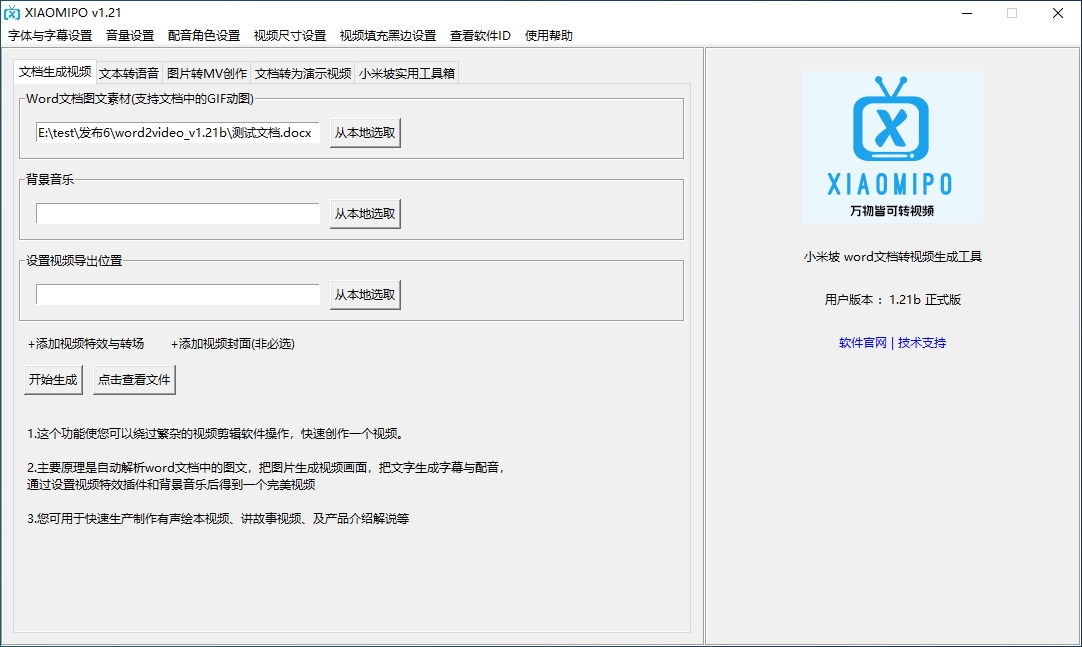 XIAOMIPO v1.21
字体与字幕设置 音量设置 配音角色设置 视频尺寸设置 视频填充黑边设置 查看软件ID 使用帮助
文档生成视频 文本转语音 图片转MV创作 文档转为演示视频 小米坡实用工具箱
Word文档图文素材(支持文档中的GIF动图)
E:\test\发布6\word2video_v1.21b\测试文档.docx 从本地选取
背景音乐
从本地选取
设置视频导出位置
从本地选取
+添加视频特效与转场 +添加视频封面(非必选)
开始生成 点击查看文件
1.这个功能使您可以绕过繁杂的视频剪辑软件操作，快速创作一个视频。
2.主要原理是自动解析word文档中的图文，把图片生成视频画面，把文字生成字幕与配音，
通过设置视频特效插件和背景音乐后得到一个完美视频
3.您可用于快速生产制作有声绘本视频、讲故事视频、及产品介绍解说等
XIAOMIPO
万物皆可转视频
小米坡 word文档转视频生成工具
用户版本 ：1.21b 正式版
软件官网 | 技术支持